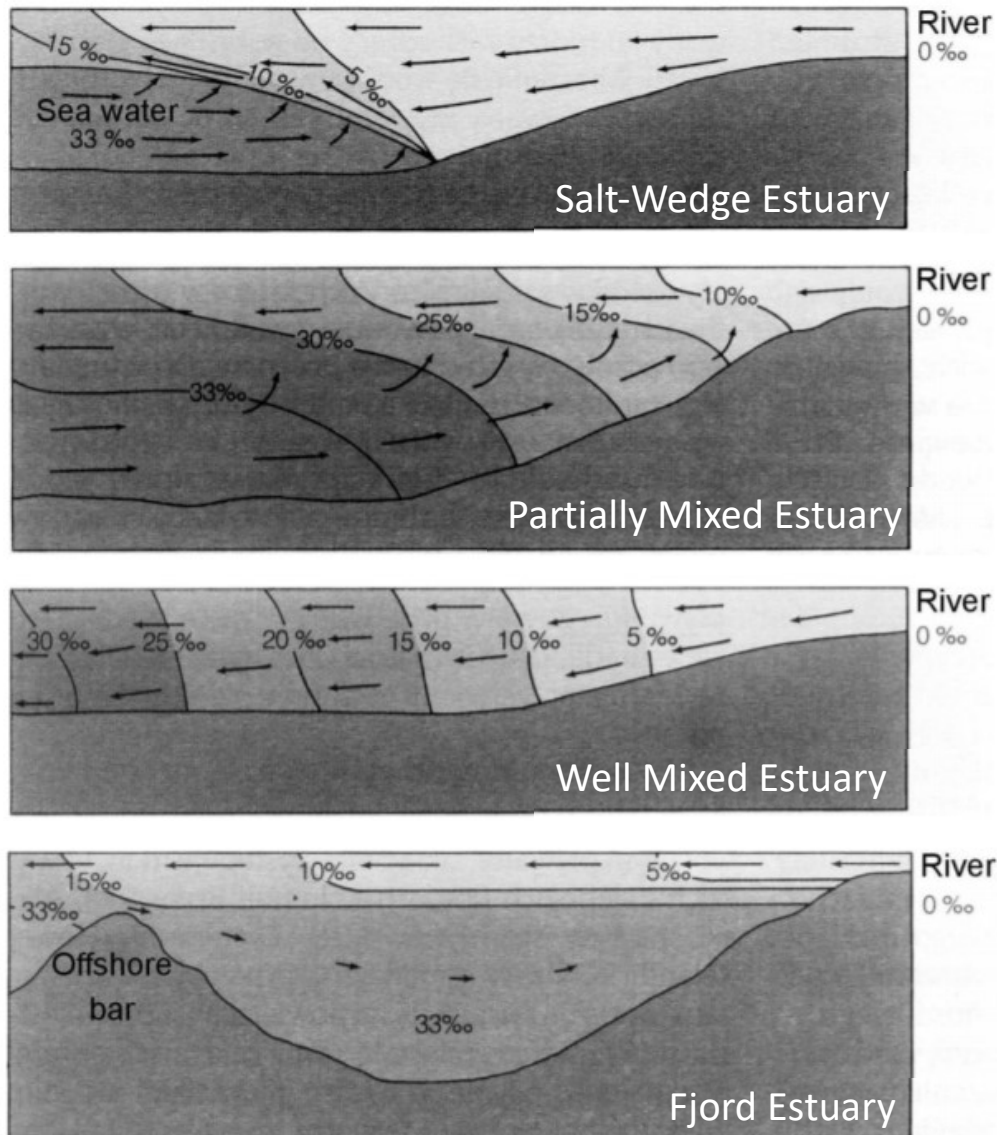 River
0 ‰
15 ‰
10 ‰
5 ‰
Sea water
33 ‰
Salt-Wedge Estuary
River
0 ‰
10‰
15‰
25‰
30‰
33‰
Partially Mixed Estuary
River
0 ‰
30 ‰ 25 ‰ 20 ‰ 15 ‰ 10 ‰ 5 ‰
Well Mixed Estuary
River
0 ‰
15‰ 10‰ 5‰
33‰
Offshore
bar
33‰
Fjord Estuary